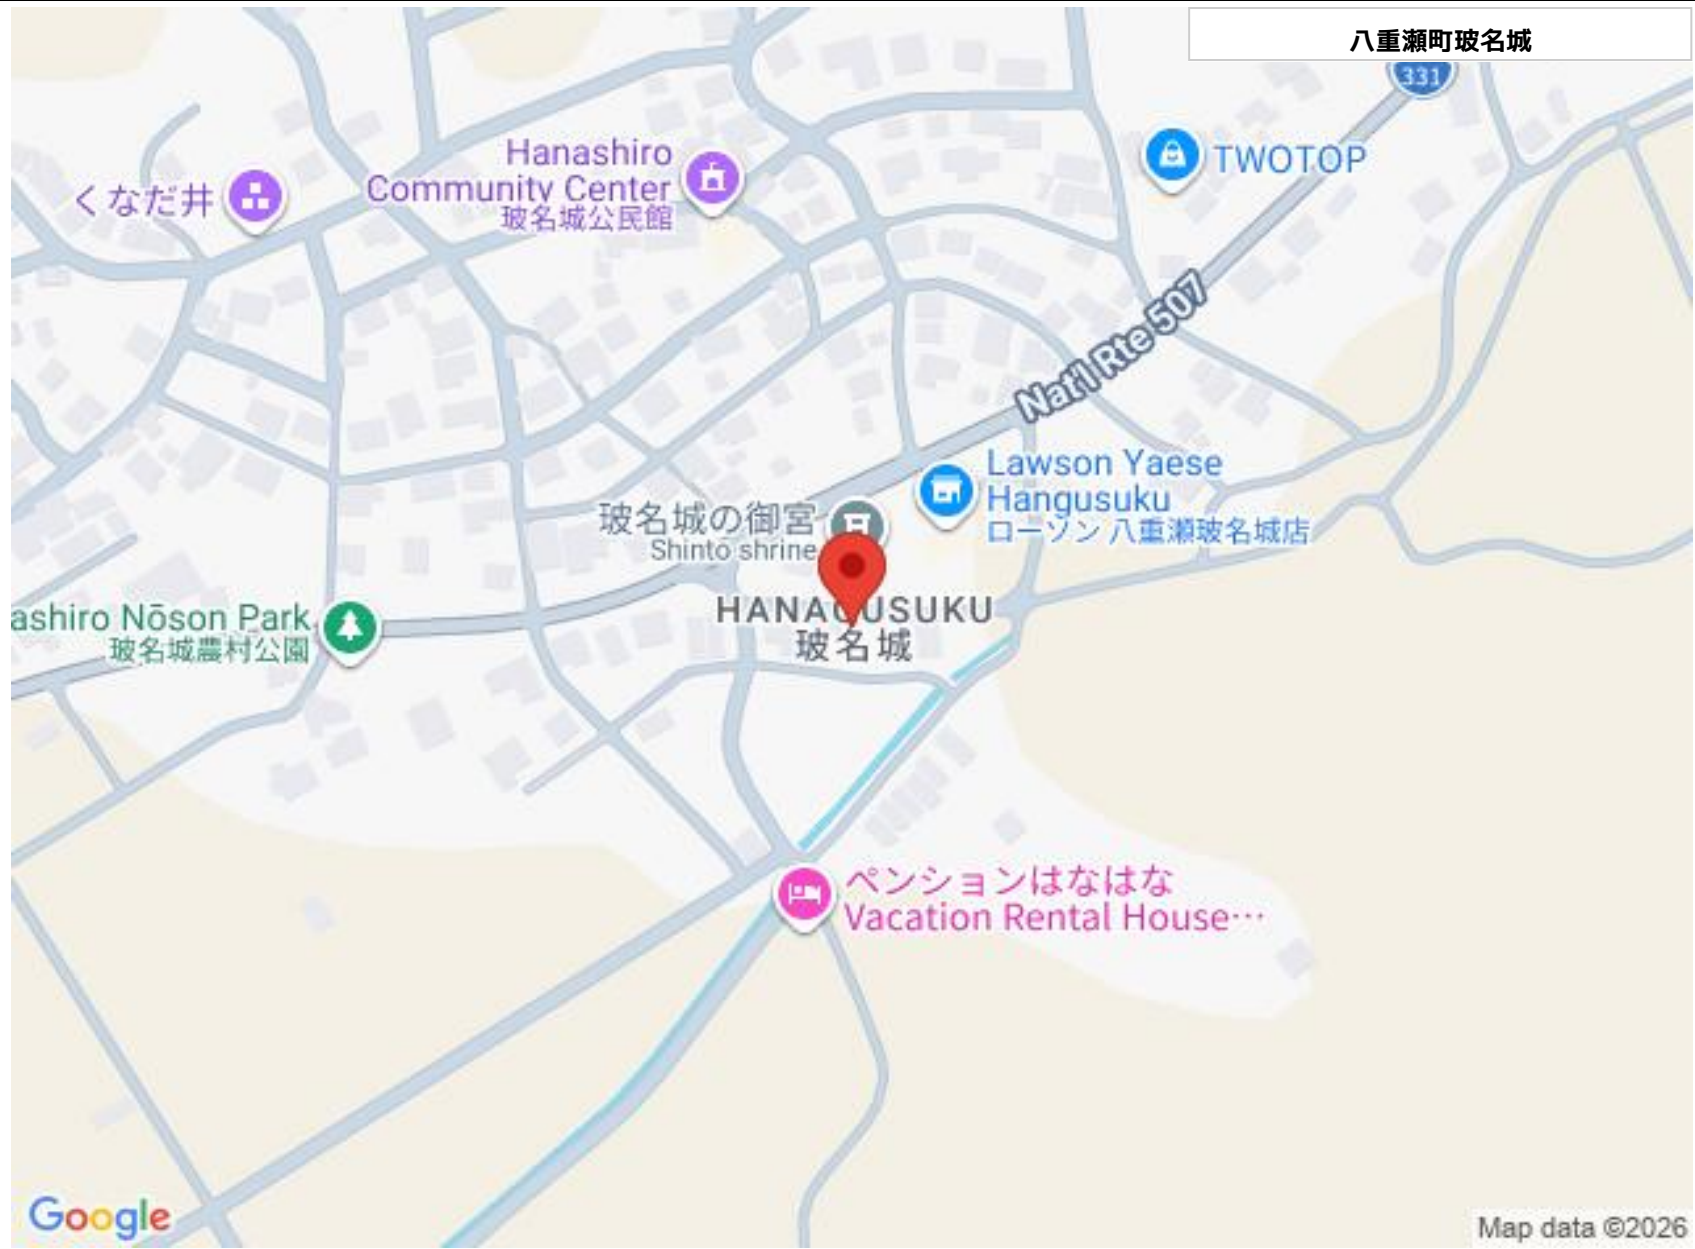 八重瀬町玻名城
331
TWOTOP
Hanashiro
Community Center
玻名城公民館
くなだ井
Nat'l Rte 507
Lawson Yaese
Hangusuku
ローソン 八重瀬玻名城店
玻名城の御宮
Shinto shrine
HANAGUSUKU
玻名城
ashiro Nōson Park
玻名城農村公園
ペンションはなはな
Vacation Rental House…
Google
Map data ©2026